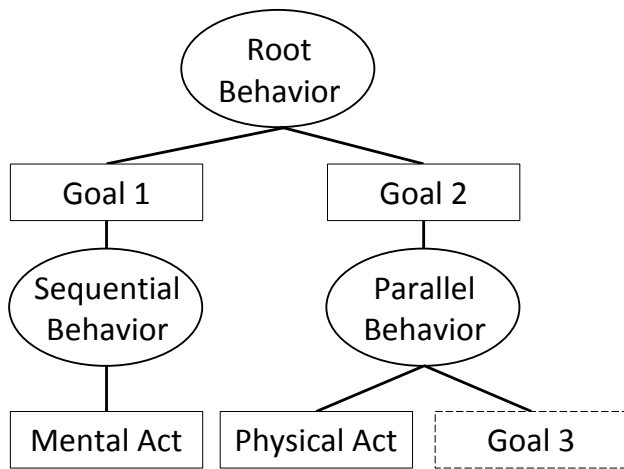 Root
Behavior
Goal 1
Goal 2
Sequential
Behavior
Parallel
Behavior
Mental Act
Physical Act
Goal 3